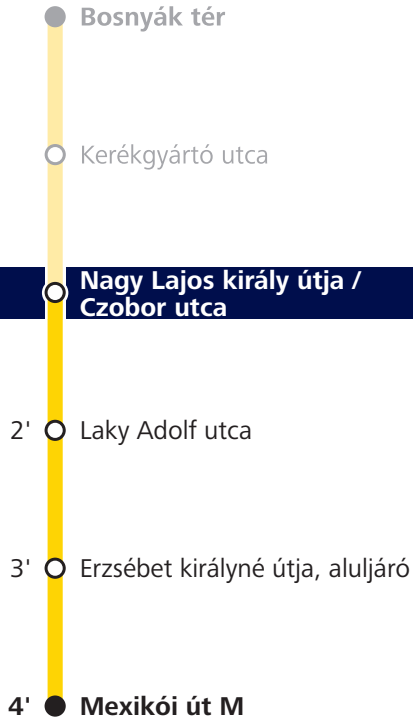 Bosnyák tér
Kerékgyártó utca
Nagy Lajos király útja /
Czobor utca
2' Laky Adolf utca
3' Erzsébet királyné útja, aluljáró
4' Mexikói út M